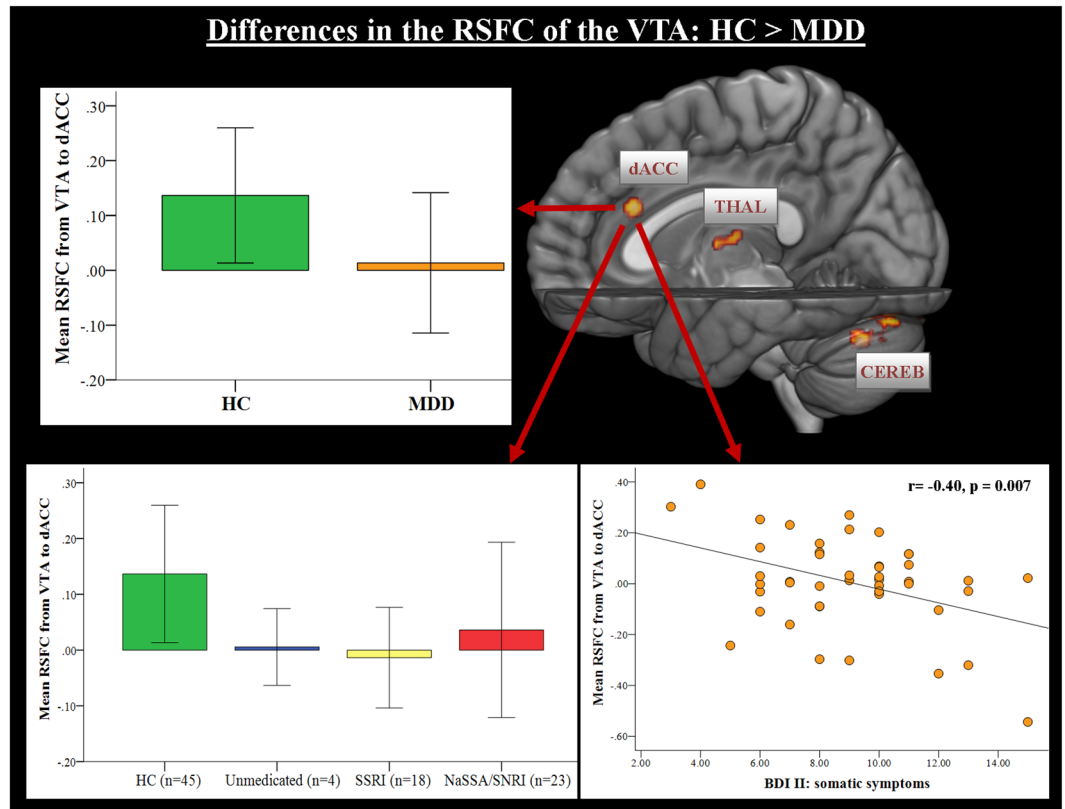 Differences in the RSFC of the VTA: HC > MDD
Mean RSFC from VTA to dACC
.30
.20
.10
.00
-.10
-.20
HC
MDD
dACC
THAL
CEREB
Mean RSFC from VTA to dACC
.30
.20
.10
.00
-.10
-.20
HC (n=45)
Unmedicated (n=4)
SSRI (n=18)
NaSSA/SNRI (n=23)
r= -0.40, p = 0.007
Mean RSFC from VTA to dACC
.40
.20
.00
-.20
-.40
-.60
2.00
4.00
6.00
8.00
10.00
12.00
14.00
BDI II: somatic symptoms